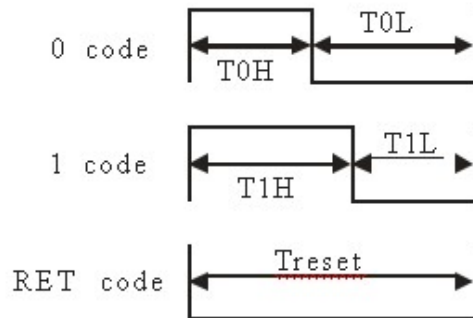 T0L
0 code
T0H
T1L
1 code
T1H
Treset
RET code